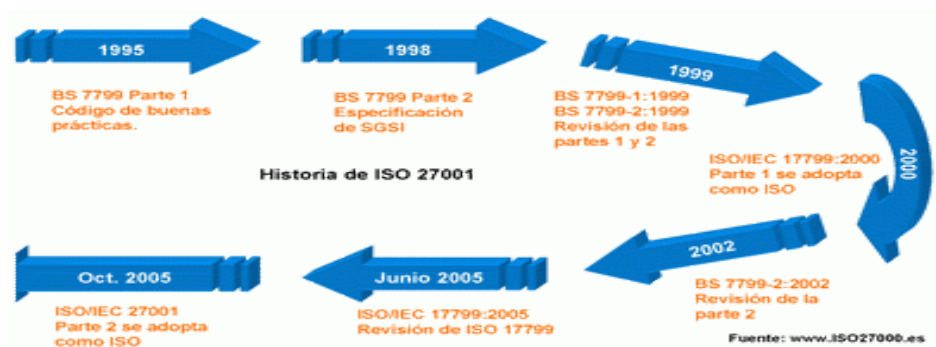 1995
BS 7799 Parte 1
Código de buenas
prácticas.
1998
BS 7799 Parte 2
Especificación
de SGSI
1999
BS 7799-1:1999
BS 7799-2:1999
Revisión de las
partes 1 y 2
2000
ISO/IEC 17799:2000
Parte 1 se adopta
como ISO
Historia de ISO 27001
2002
BS 7799-2:2002
Revisión de la
parte 2
Junio 2005
ISO/IEC 17799:2005
Revisión de ISO 17799
Oct. 2005
ISO/IEC 27001
Parte 2 se adopta
como ISO
Fuente: www.ISO27000.es